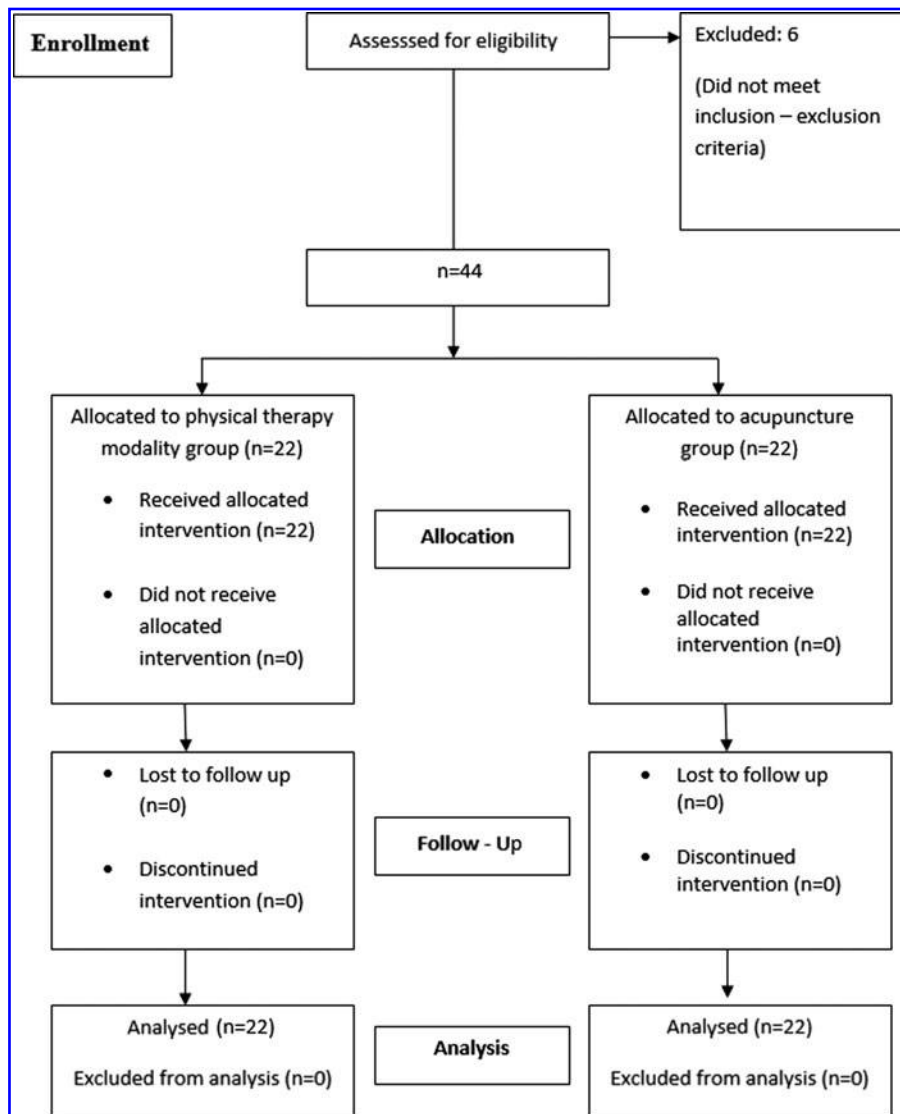 Enrollment
Assesssed for eligibility
Excluded: 6
(Did not meet
inclusion – exclusion
criteria)
n=44
Allocated to physical therapy
modality group (n=22)
• Received allocated
intervention (n=22)
• Did not receive
allocated
intervention (n=0)
Allocation
Allocated to acupuncture
group (n=22)
• Received allocated
intervention (n=22)
• Did not receive
allocated
intervention (n=0)
• Lost to follow up
(n=0)
• Discontinued
intervention (n=0)
Follow - Up
• Lost to follow up
(n=0)
• Discontinued
intervention (n=0)
Analysed (n=22)
Excluded from analysis (n=0)
Analysis
Analysed (n=22)
Excluded from analysis (n=0)